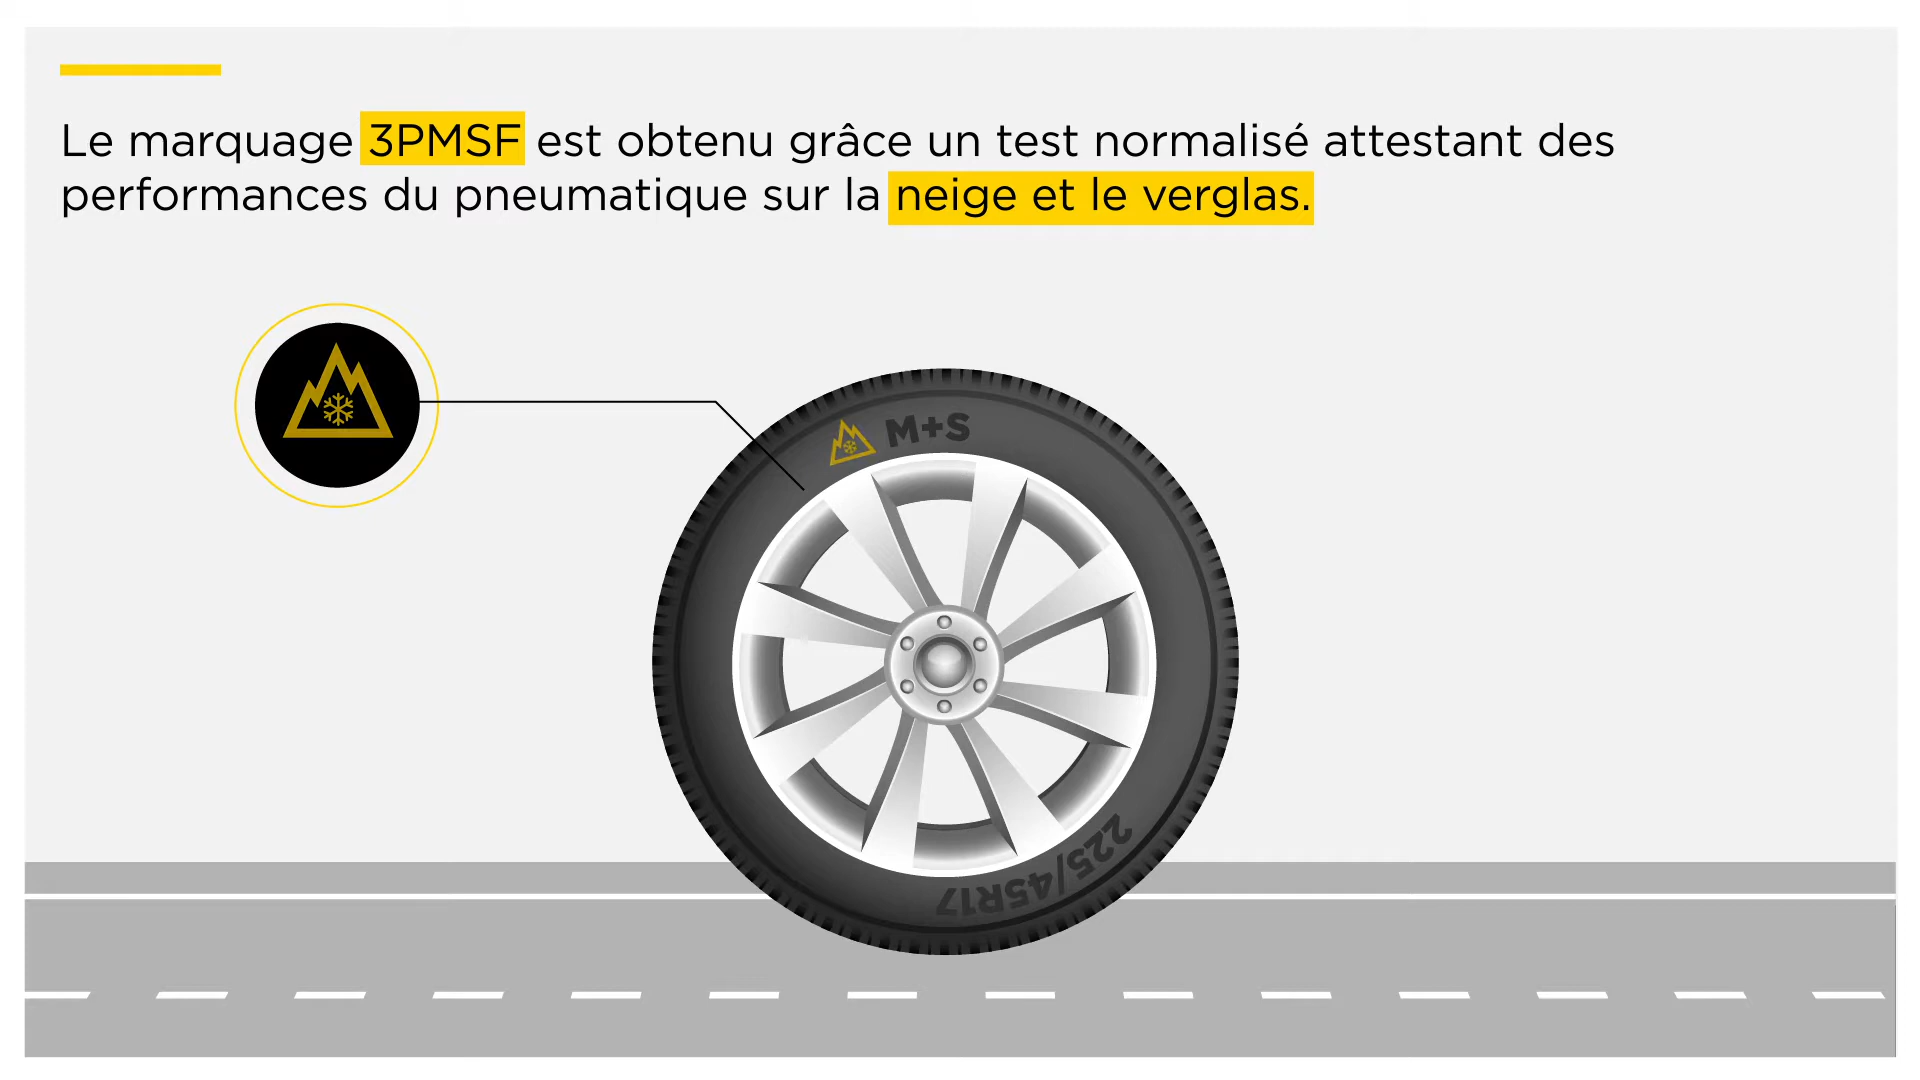 Le marquage 3PMSF est obtenu grâce un test normalisé attestant des
performances du pneumatique sur la neige et le verglas.
M+S
225/45R17